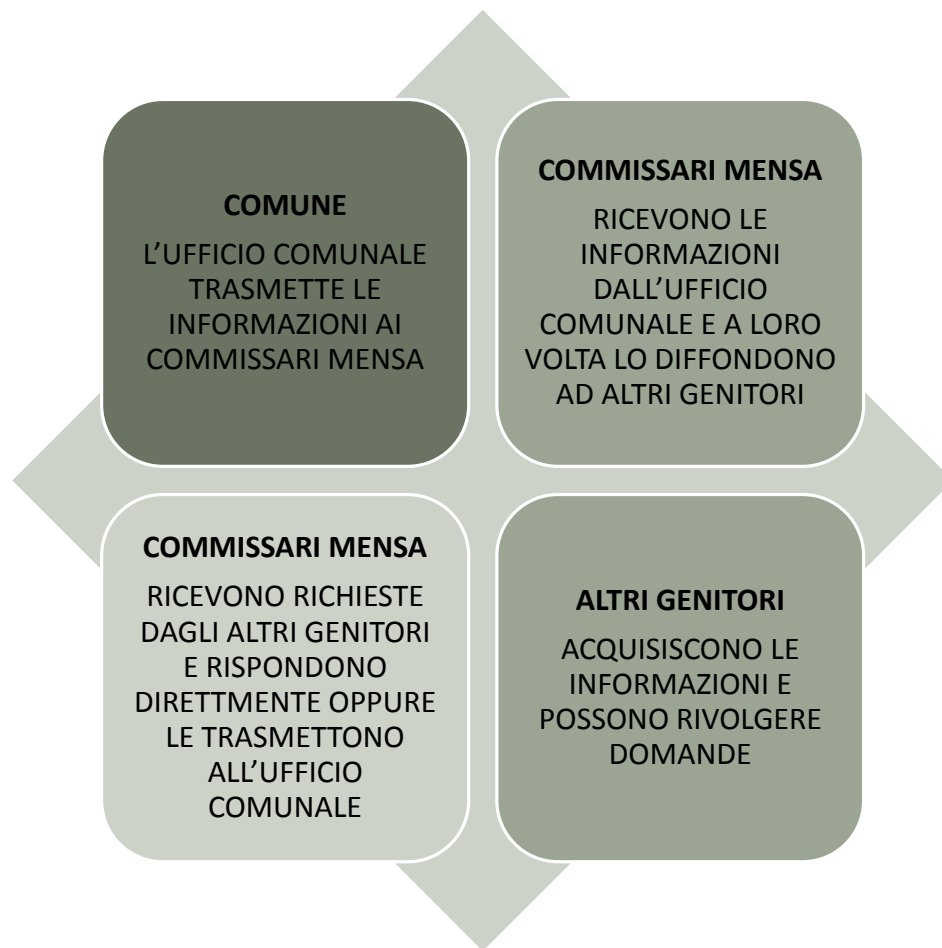 COMUNE
L'UFFICIO COMUNALE
TRASMETTE LE
INFORMAZIONI AI
COMMISSARI MENSA
COMMISSARI MENSA
RICEVONO LE
INFORMAZIONI
DALL'UFFICIO
COMUNALE E A LORO
VOLTA LO DIFFONDONO
AD ALTRI GENITORI
COMMISSARI MENSA
RICEVONO RICHIESTE
DAGLI ALTRI GENITORI
E RISPONDONO
DIRETTMENTE OPPURE
LE TRASMETTONO
ALL'UFFICIO
COMUNALE
ALTRI GENITORI
ACQUISISCONO LE
INFORMAZIONI E
POSSONO RIVOLGERE
DOMANDE